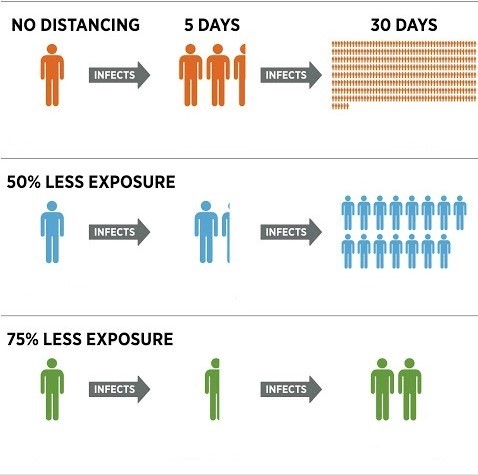 NO DISTANCING 5 DAYS 30 DAYS
INFECTS INFECTS
50% LESS EXPOSURE
INFECTS INFECTS
75% LESS EXPOSURE
INFECTS INFECTS